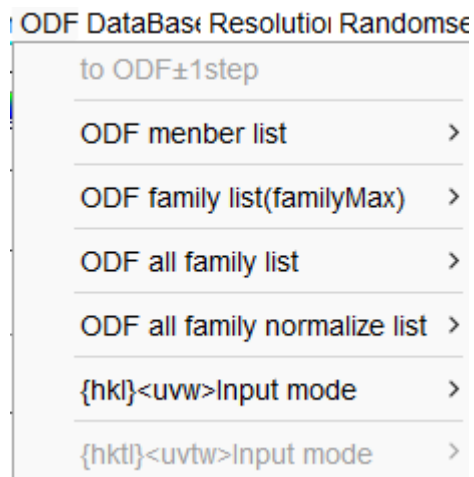 ODF DataBase Resolution Randomse
to ODF±1step
ODF menber list
ODF family list(familyMax)
ODF all family list
ODF all family normalize list
{hkl}<uvw>Input mode
{hktl}<uvtw>Input mode